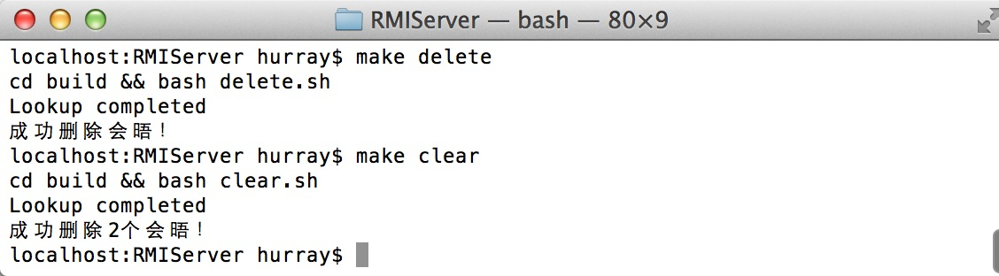 RMIServer — bash — 80×9
localhost:RMIServer hurray$ make delete
cd build && bash delete.sh
Lookup completed
成功删除会晤！
localhost:RMIServer hurray$ make clear
cd build && bash clear.sh
Lookup completed
成功删除2个会晤！
localhost:RMIServer hurray$